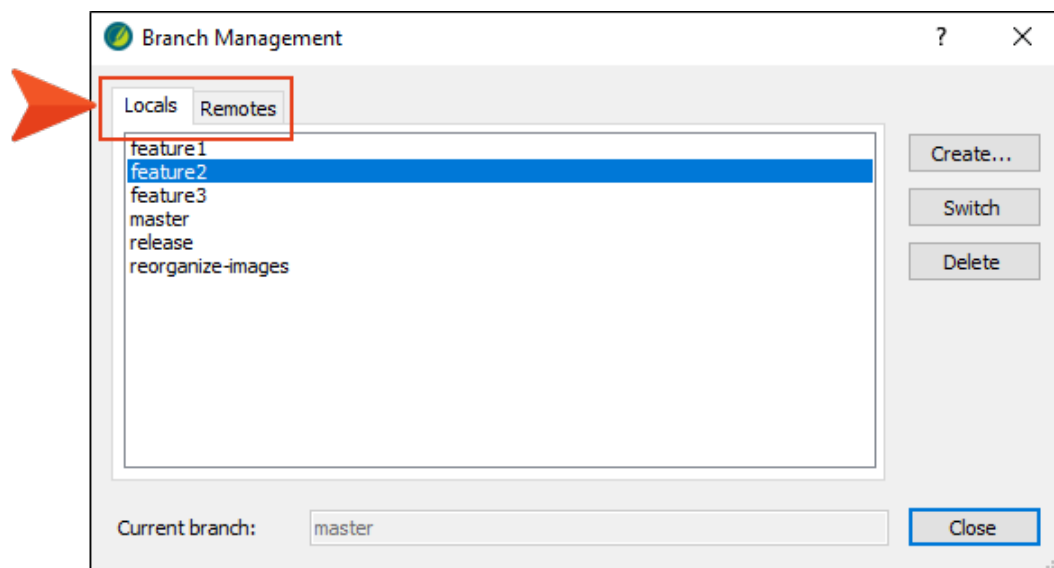 Branch Management
?
Locals
Remotes
feature1
feature2
feature3
master
release
reorganize-images
Create...
Switch
Delete
Current branch:
master
Close